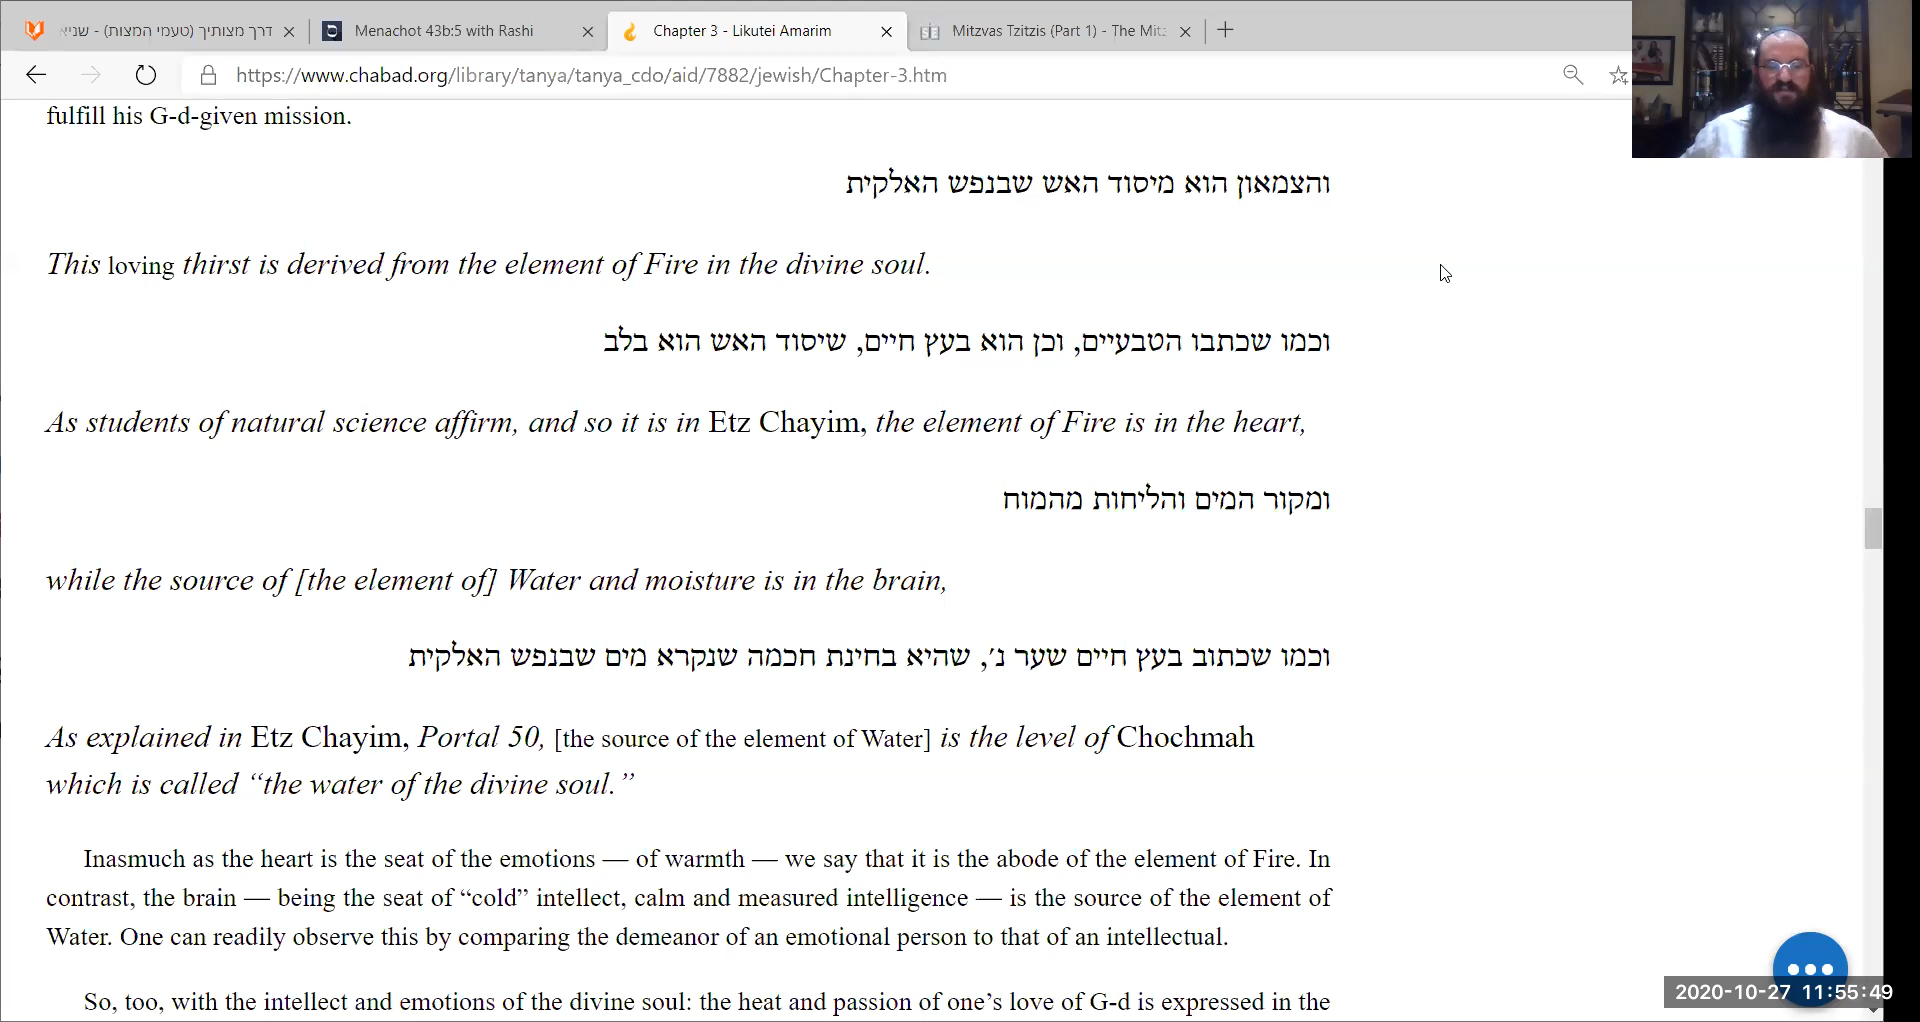 דרך מצותיך (טעמי המצות) - שניא
Menachot 43b:5 with Rashi
Chapter 3 - Likutei Amarim
Mitzvas Tzitzis (Part 1) - The Mitz
https://www.chabad.org/library/tanya/tanya_cdo/aid/7882/jewish/Chapter-3.htm
fulfill his G-d-given mission.
והצמאון הוא מיסוד האש שבנפש האלקית
This loving thirst is derived from the element of Fire in the divine soul.
וכמו שכתבו הטבעיים, וכן הוא בעץ חיים, שיסוד האש הוא בלב
As students of natural science affirm, and so it is in Etz Chayim, the element of Fire is in the heart,
ומקור המים והליחות מהמוח
while the source of [the element of] Water and moisture is in the brain,
וכמו שכתוב בעץ חיים שער נ׳, שהיא בחינת חכמה שנקרא מים שבנפש האלקית
As explained in Etz Chayim, Portal 50, [the source of the element of Water] is the level of Chochmah
which is called “the water of the divine soul.”
Inasmuch as the heart is the seat of the emotions — of warmth — we say that it is the abode of the element of Fire. In
contrast, the brain — being the seat of “cold” intellect, calm and measured intelligence — is the source of the element of
Water. One can readily observe this by comparing the demeanor of an emotional person to that of an intellectual.
So, too, with the intellect and emotions of the divine soul: the heat and passion of one’s love of G-d is expressed in the
2020-10-27 11:55:49